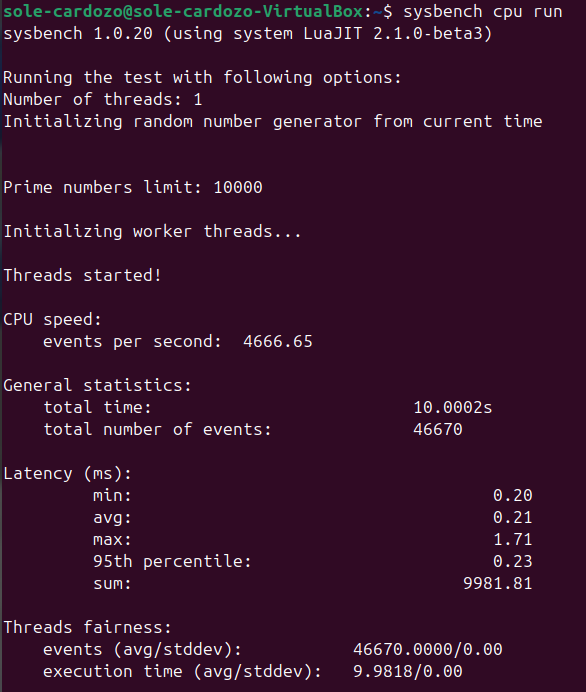 sole-cardozo@sole-cardozo-VirtualBox:~$ sysbench cpu run
sysbench 1.0.20 (using system LuaJIT 2.1.0-beta3)
Running the test with following options:
Number of threads: 1
Initializing random number generator from current time
Prime numbers limit: 10000
Initializing worker threads...
Threads started!
CPU speed:
events per second: 4666.65
General statistics:
total time: 10.0002s
total number of events: 46670
Latency (ms):
min: 0.20
avg: 0.21
max: 1.71
95th percentile: 0.23
sum: 9981.81
Threads fairness:
events (avg/stddev): 46670.0000/0.00
execution time (avg/stddev): 9.9818/0.00